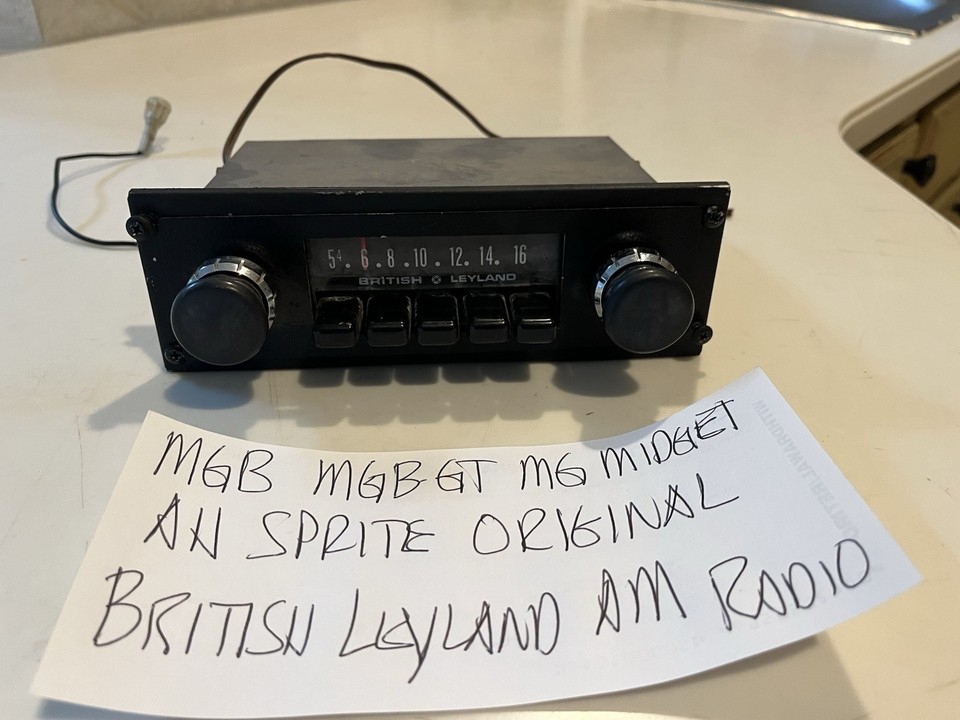 5⁴. 6 . 8 . 10 . 12. 14. 16
BRITISH LEYLAND
MGB MGB-GT MG MIDGET
AH SPRITE ORIGINAL
BRITISH LEYLAND AM RADIO